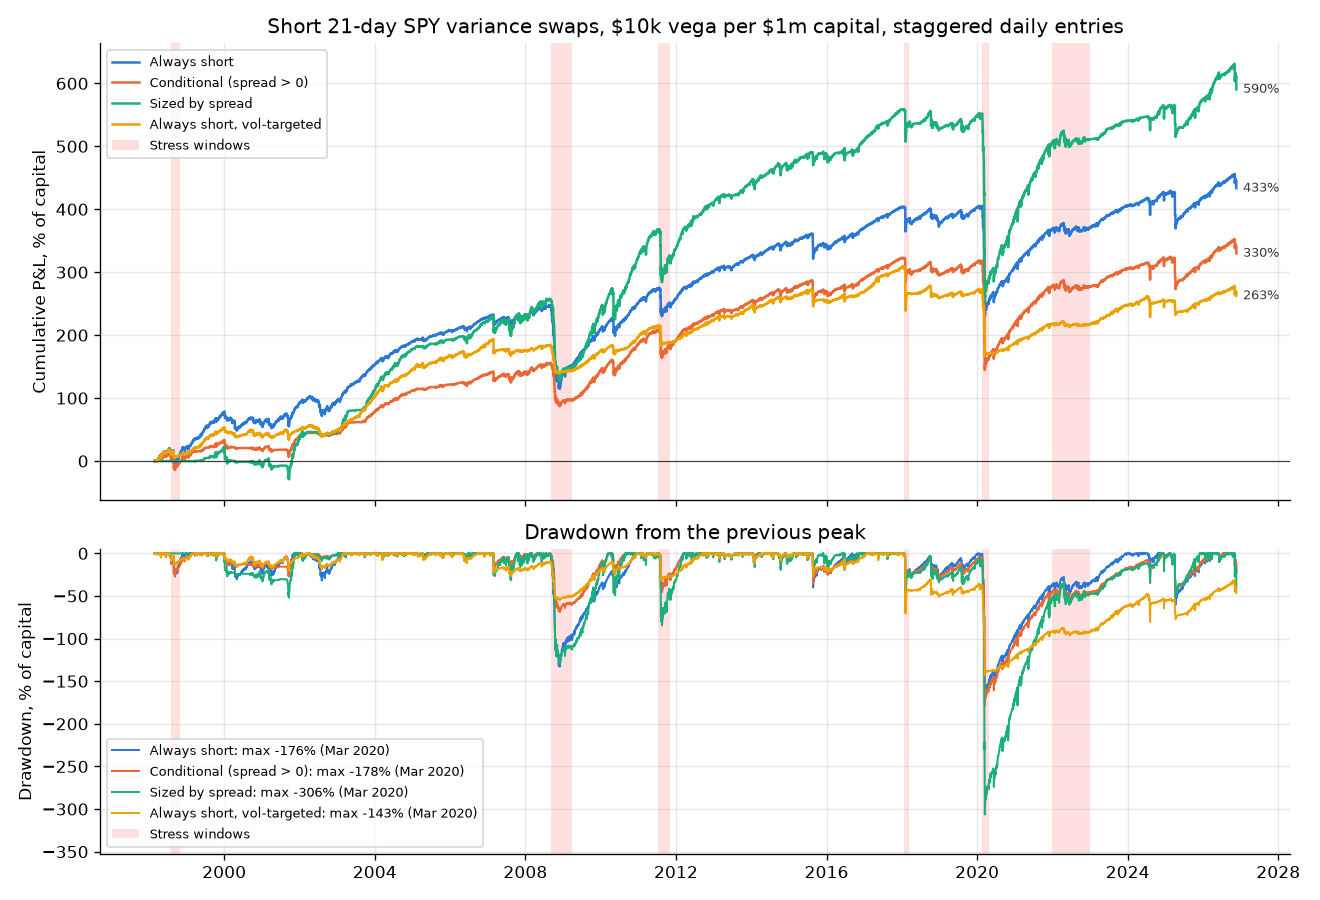 Short 21-day SPY variance swaps, $10k vega per $1m capital, staggered daily entries
Cumulative P&L, % of capital
600
500
400
300
200
100
0
Always short
Conditional (spread > 0)
Sized by spread
Always short, vol-targeted
Stress windows
590%
433%
330%
263%
Drawdown from the previous peak
Drawdown, % of capital
0
−50
−100
−150
−200
−250
−300
−350
Always short: max -176% (Mar 2020)
Conditional (spread > 0): max -178% (Mar 2020)
Sized by spread: max -306% (Mar 2020)
Always short, vol-targeted: max -143% (Mar 2020)
Stress windows
2000 2004 2008 2012 2016 2020 2024 2028